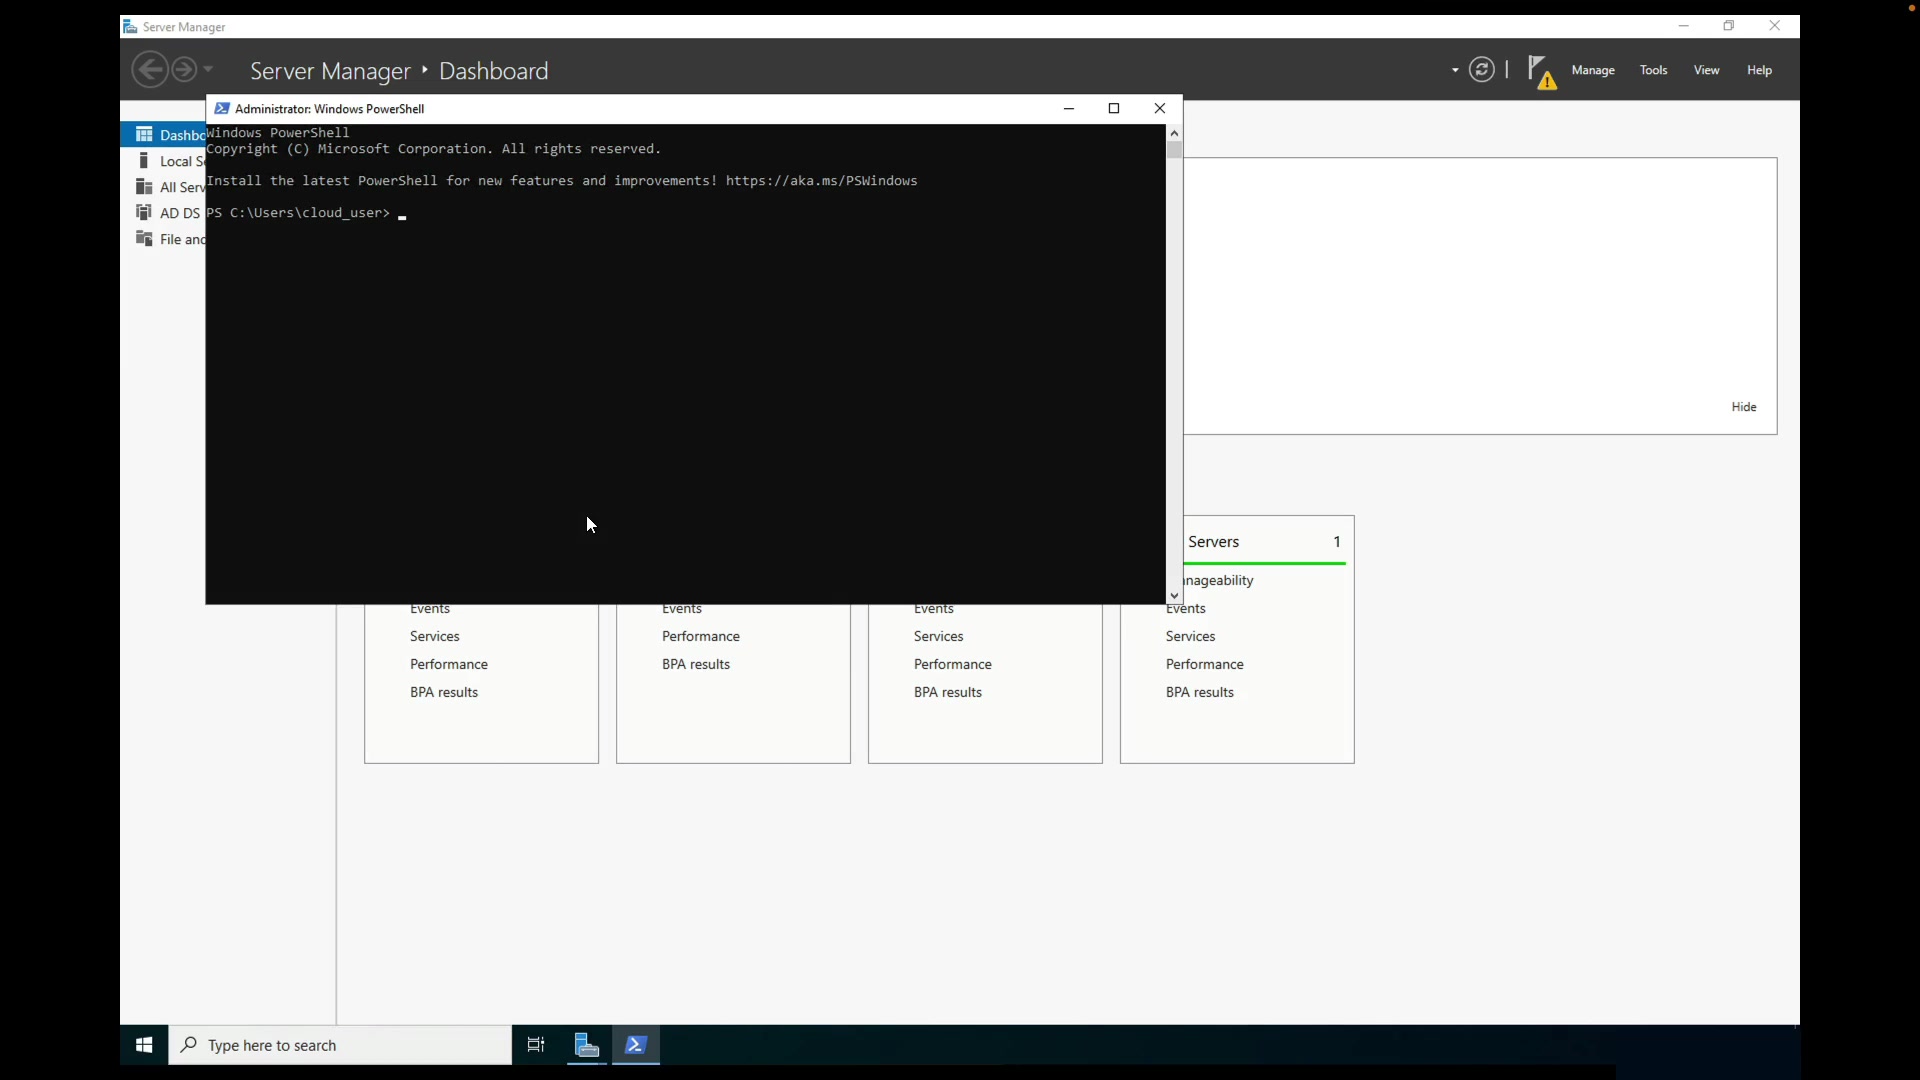 Server Manager
Server Manager ‣ Dashboard
Manage
Tools
View
Help
Administrator: Windows PowerShell
Windows PowerShell
Copyright (C) Microsoft Corporation. All rights reserved.
Install the latest PowerShell for new features and improvements! https://aka.ms/PSWindows
PS C:\Users\cloud_user>
Dashbo
Local Se
All Serv
AD DS
File and
Hide
Servers 1
anageability
Events
Services
Performance
BPA results
Events
Performance
BPA results
Events
Services
Performance
BPA results
Events
Services
Performance
BPA results
Type here to search